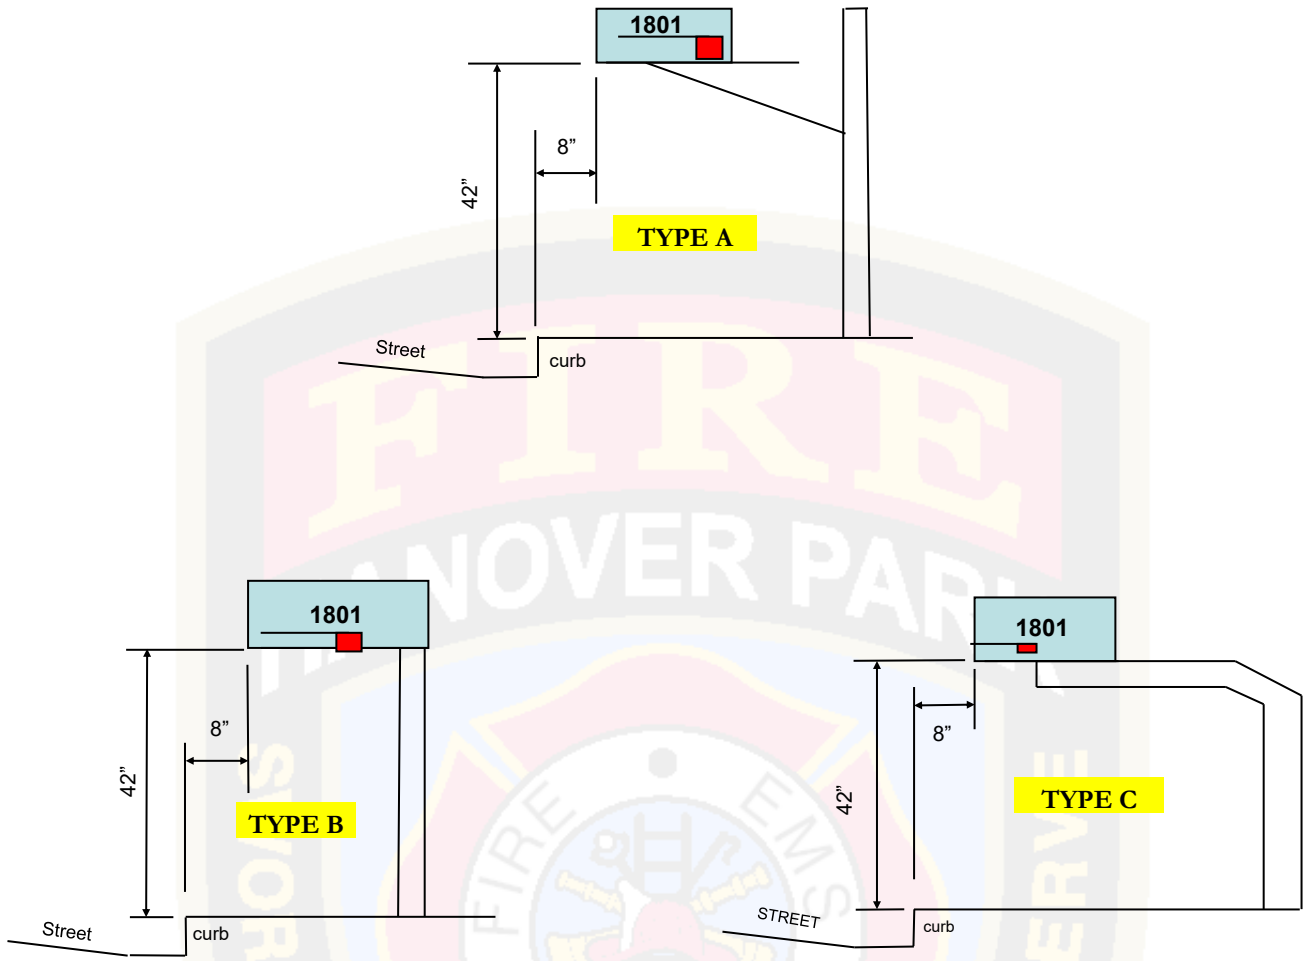 1801
8”
42”
TYPE A
Street
curb
FIRE
HANOVER PARK
1801
8”
42”
TYPE B
Street
curb
1801
8”
42”
TYPE C
STREET
curb
FIRE
EMS
SERVE